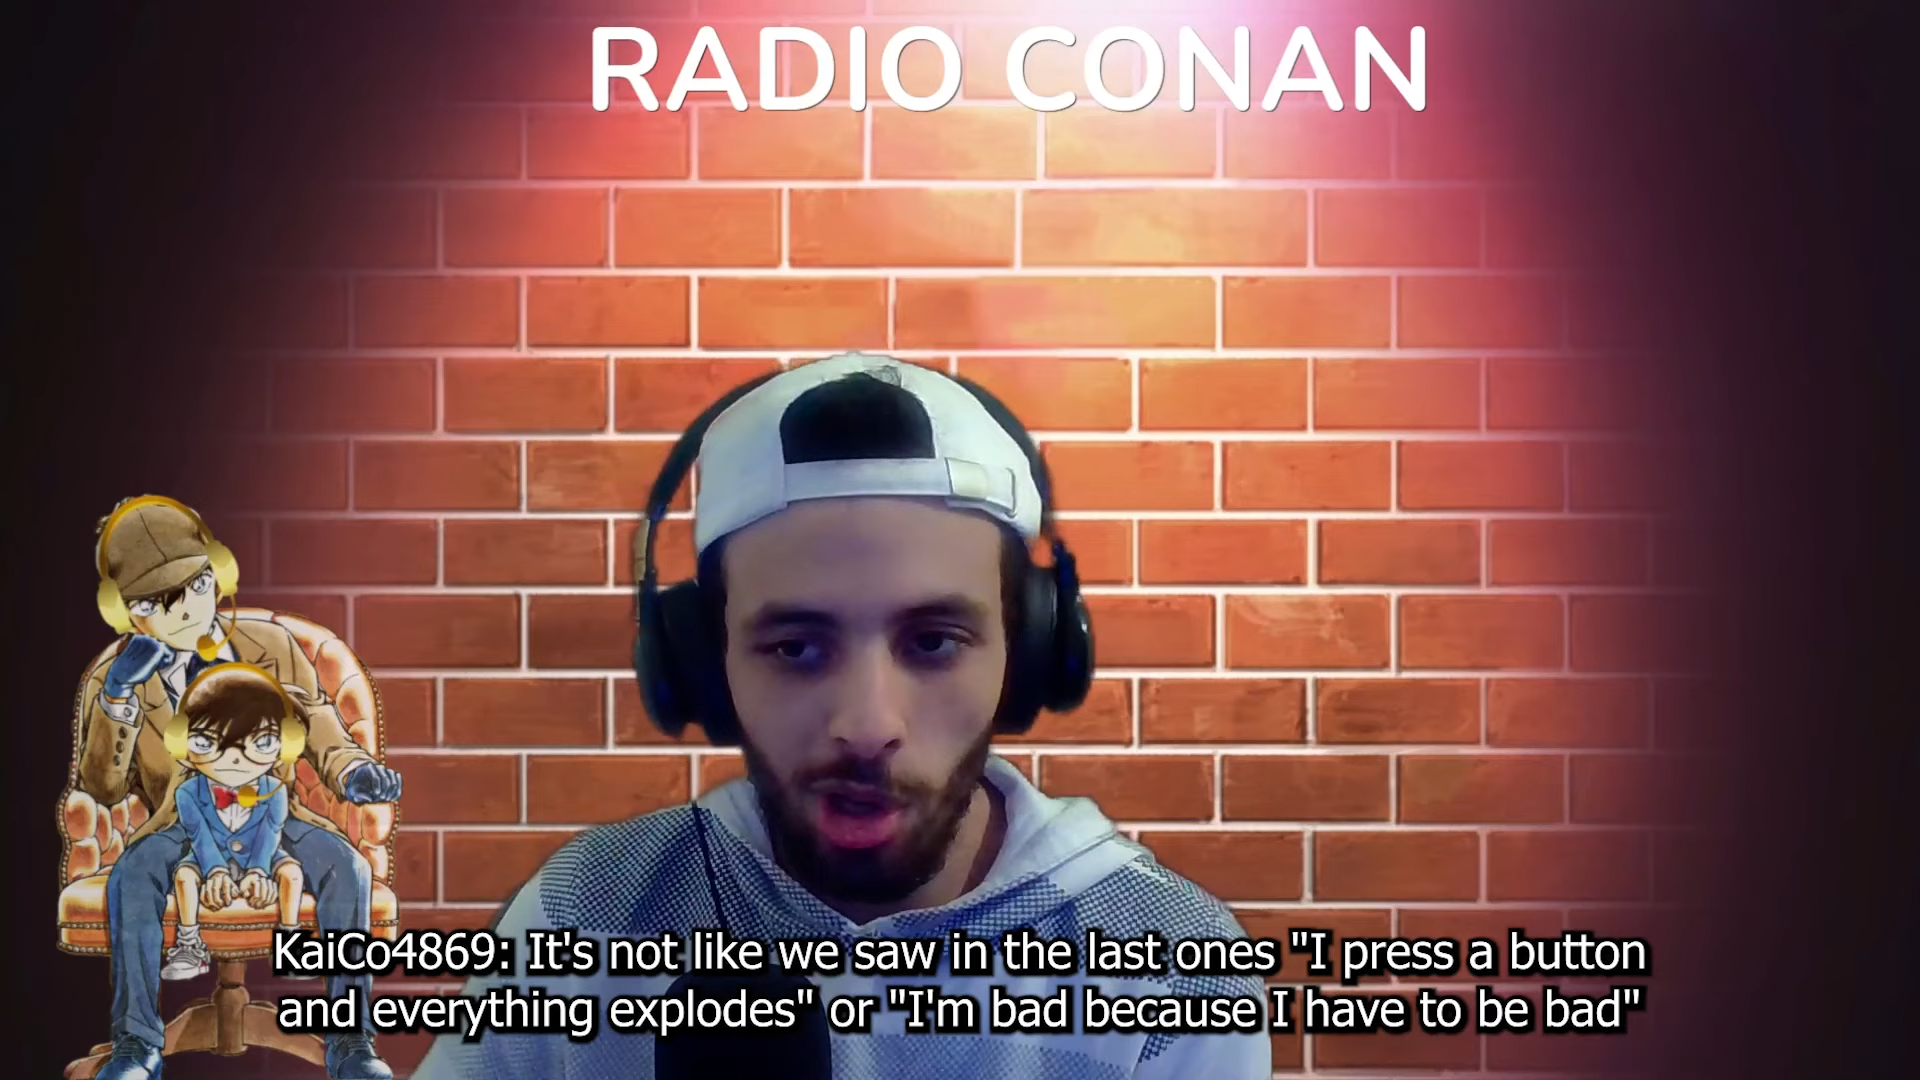 RADIO CONAN
KaiCo4869: It's not like we saw in the last ones "I press a button
and everything explodes" or "I'm bad because I have to be bad"